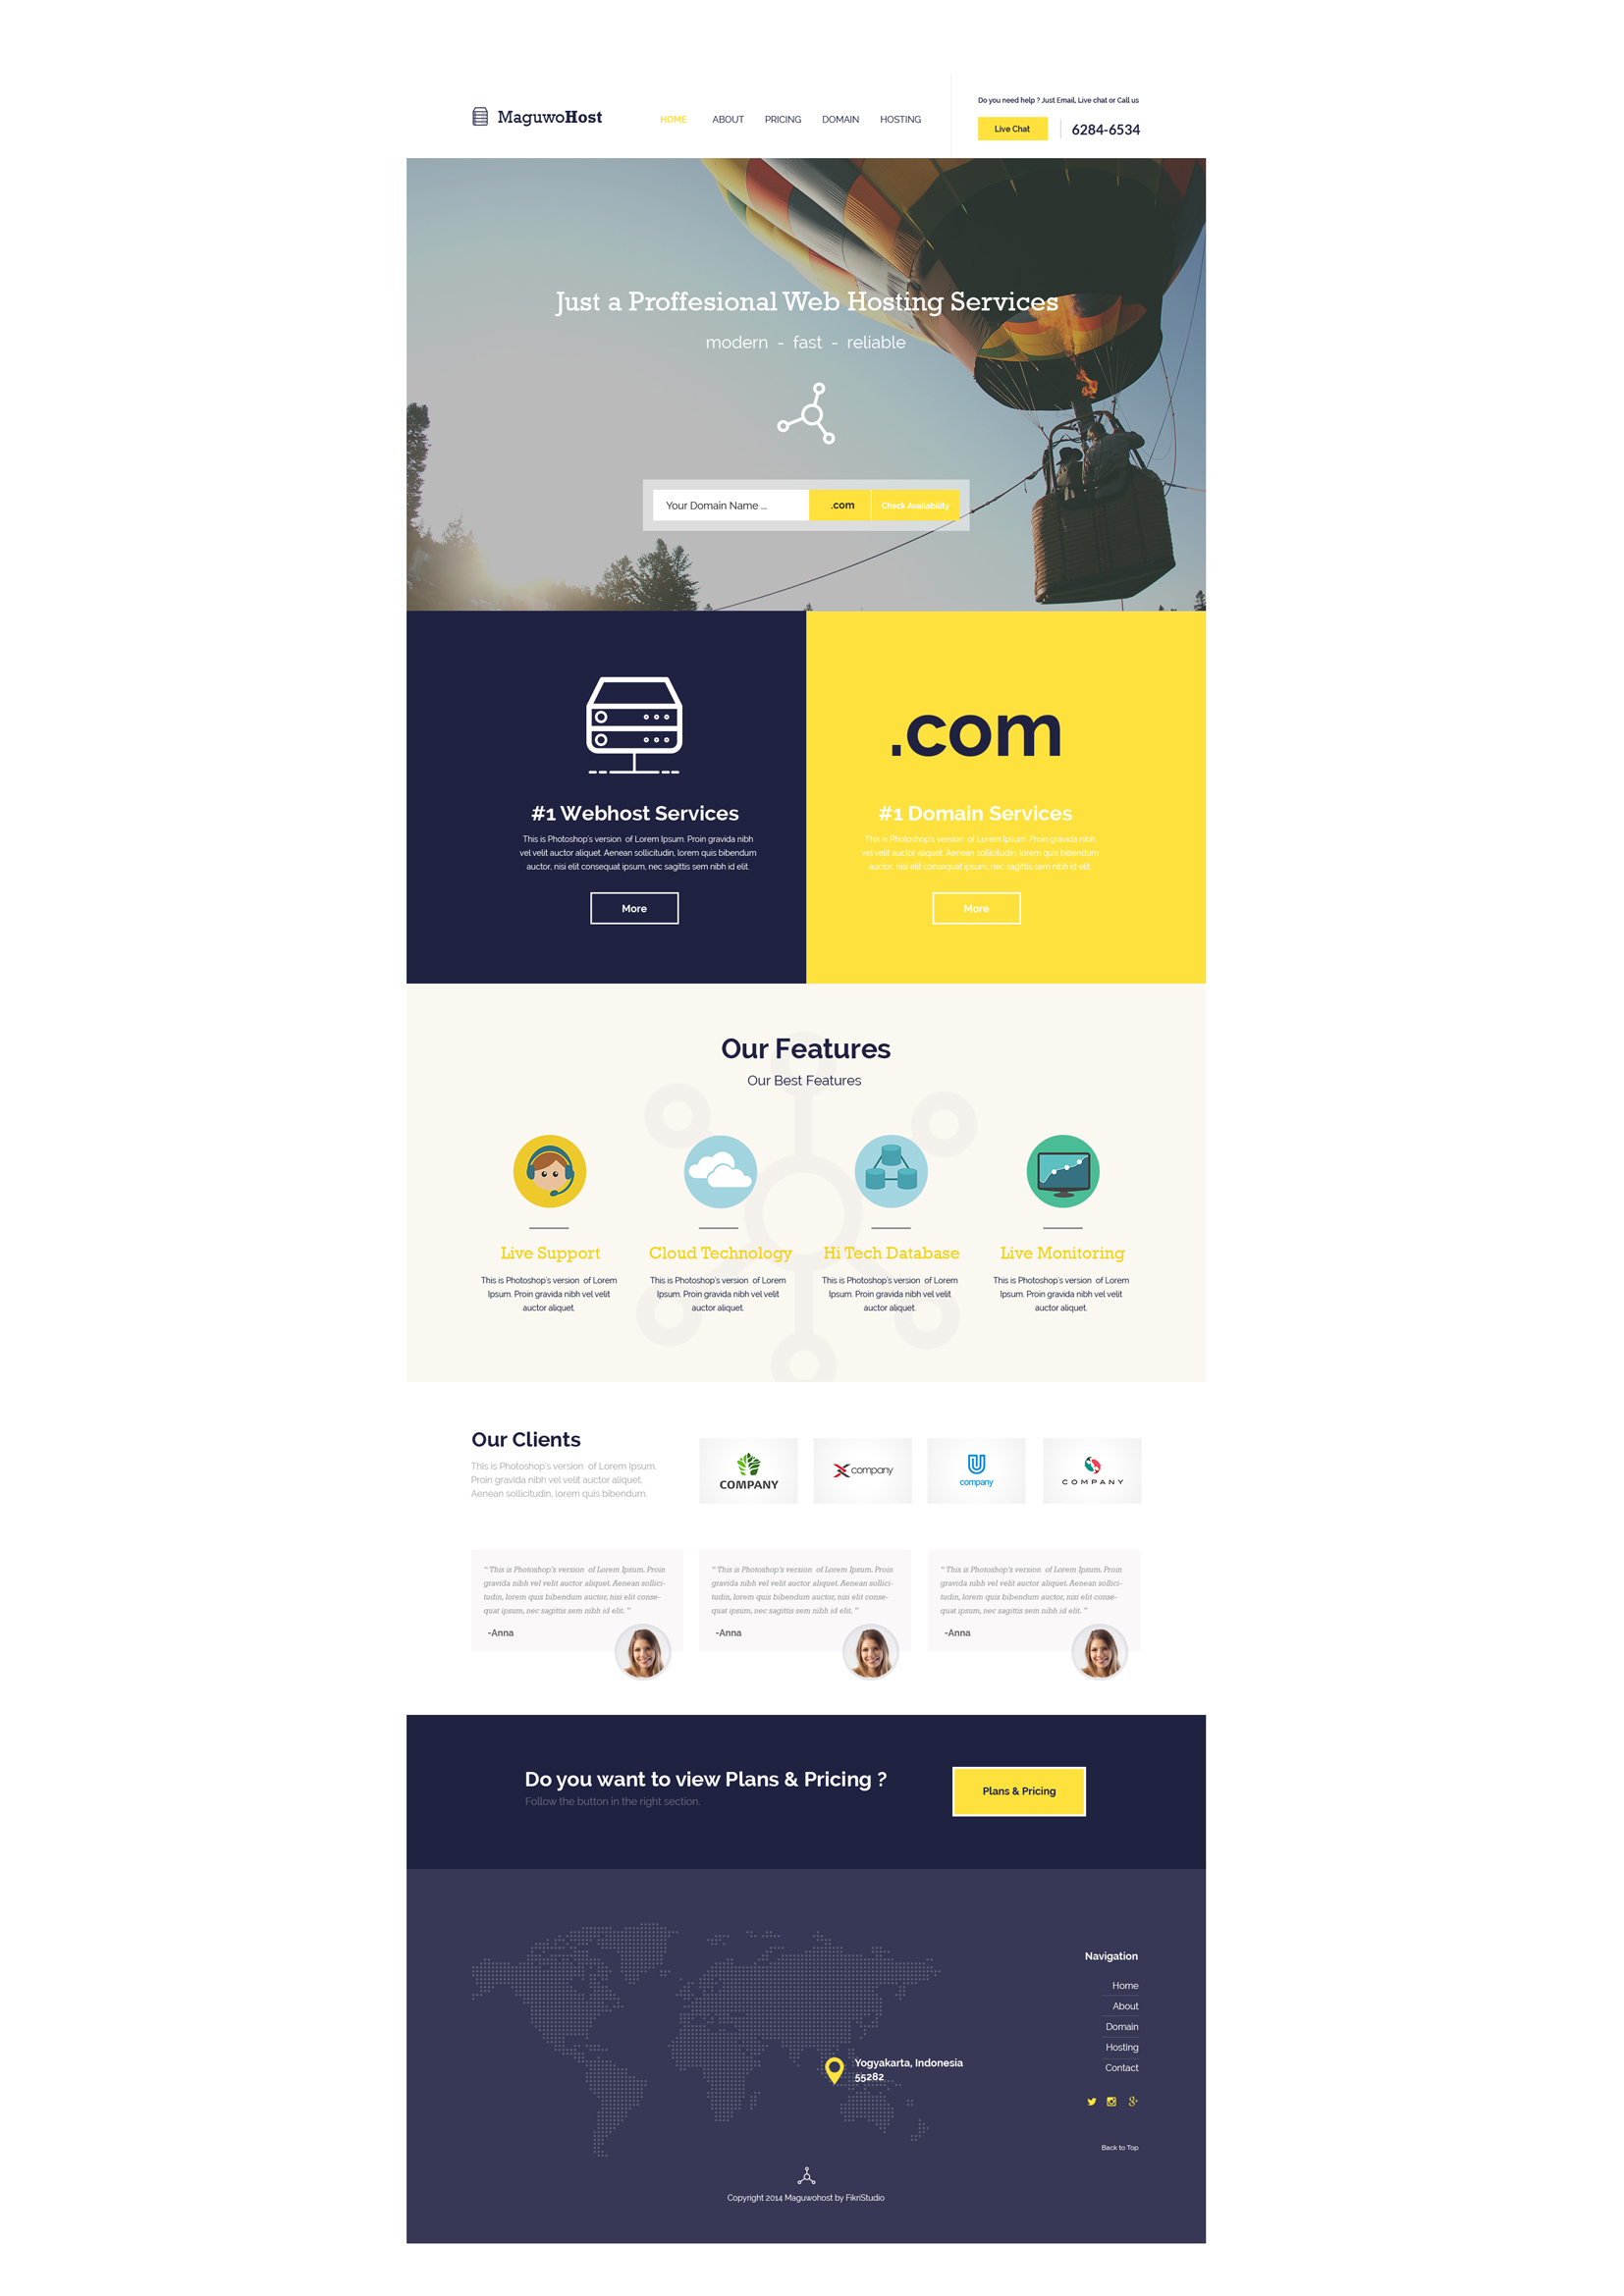 MaguwoHost
HOME ABOUT PRICING DOMAIN HOSTING
Do you need help ? Just Email, Live chat or Call us
Live Chat
6284-6534
Just a Proffesional Web Hosting Services
modern - fast - reliable
Your Domain Name ...
.com
Check Availability
#1 Webhost Services
This is Photoshop's version of Lorem Ipsum. Proin gravida nibh
vel velit auctor aliquet. Aenean sollicitudin, lorem quis bibendum
auctor, nisi elit consequat ipsum, nec sagittis sem nibh id elit.
More
.com
#1 Domain Services
This is Photoshop's version of Lorem Ipsum. Proin gravida nibh
vel velit auctor aliquet. Aenean sollicitudin, lorem quis bibendum
auctor, nisi elit consequat ipsum, nec sagittis sem nibh id elit.
More
Our Features
Our Best Features
Live Support
This is Photoshop's version of Lorem
Ipsum. Proin gravida nibh vel velit
auctor aliquet.
Cloud Technology
This is Photoshop's version of Lorem
Ipsum. Proin gravida nibh vel velit
auctor aliquet.
Hi Tech Database
This is Photoshop's version of Lorem
Ipsum. Proin gravida nibh vel velit
auctor aliquet.
Live Monitoring
This is Photoshop's version of Lorem
Ipsum. Proin gravida nibh vel velit
auctor aliquet.
Our Clients
This is Photoshop's version of Lorem Ipsum.
Proin gravida nibh vel velit auctor aliquet.
Aenean sollicitudin, lorem quis bibendum.
COMPANY
company
company
COMPANY
“ This is Photoshop's version of Lorem Ipsum. Proin
gravida nibh vel velit auctor aliquet. Aenean sollici-
tudin, lorem quis bibendum auctor, nisi elit conse-
quat ipsum, nec sagittis sem nibh id elit. ”
-Anna
“ This is Photoshop's version of Lorem Ipsum. Proin
gravida nibh vel velit auctor aliquet. Aenean sollici-
tudin, lorem quis bibendum auctor, nisi elit conse-
quat ipsum, nec sagittis sem nibh id elit. ”
-Anna
“ This is Photoshop's version of Lorem Ipsum. Proin
gravida nibh vel velit auctor aliquet. Aenean sollici-
tudin, lorem quis bibendum auctor, nisi elit conse-
quat ipsum, nec sagittis sem nibh id elit. ”
-Anna
Do you want to view Plans & Pricing ?
Follow the button in the right section.
Plans & Pricing
Yogyakarta, Indonesia
55282
Navigation
Home
About
Domain
Hosting
Contact
Back to Top
Copyright 2014 Maguwohost by FikriStudio